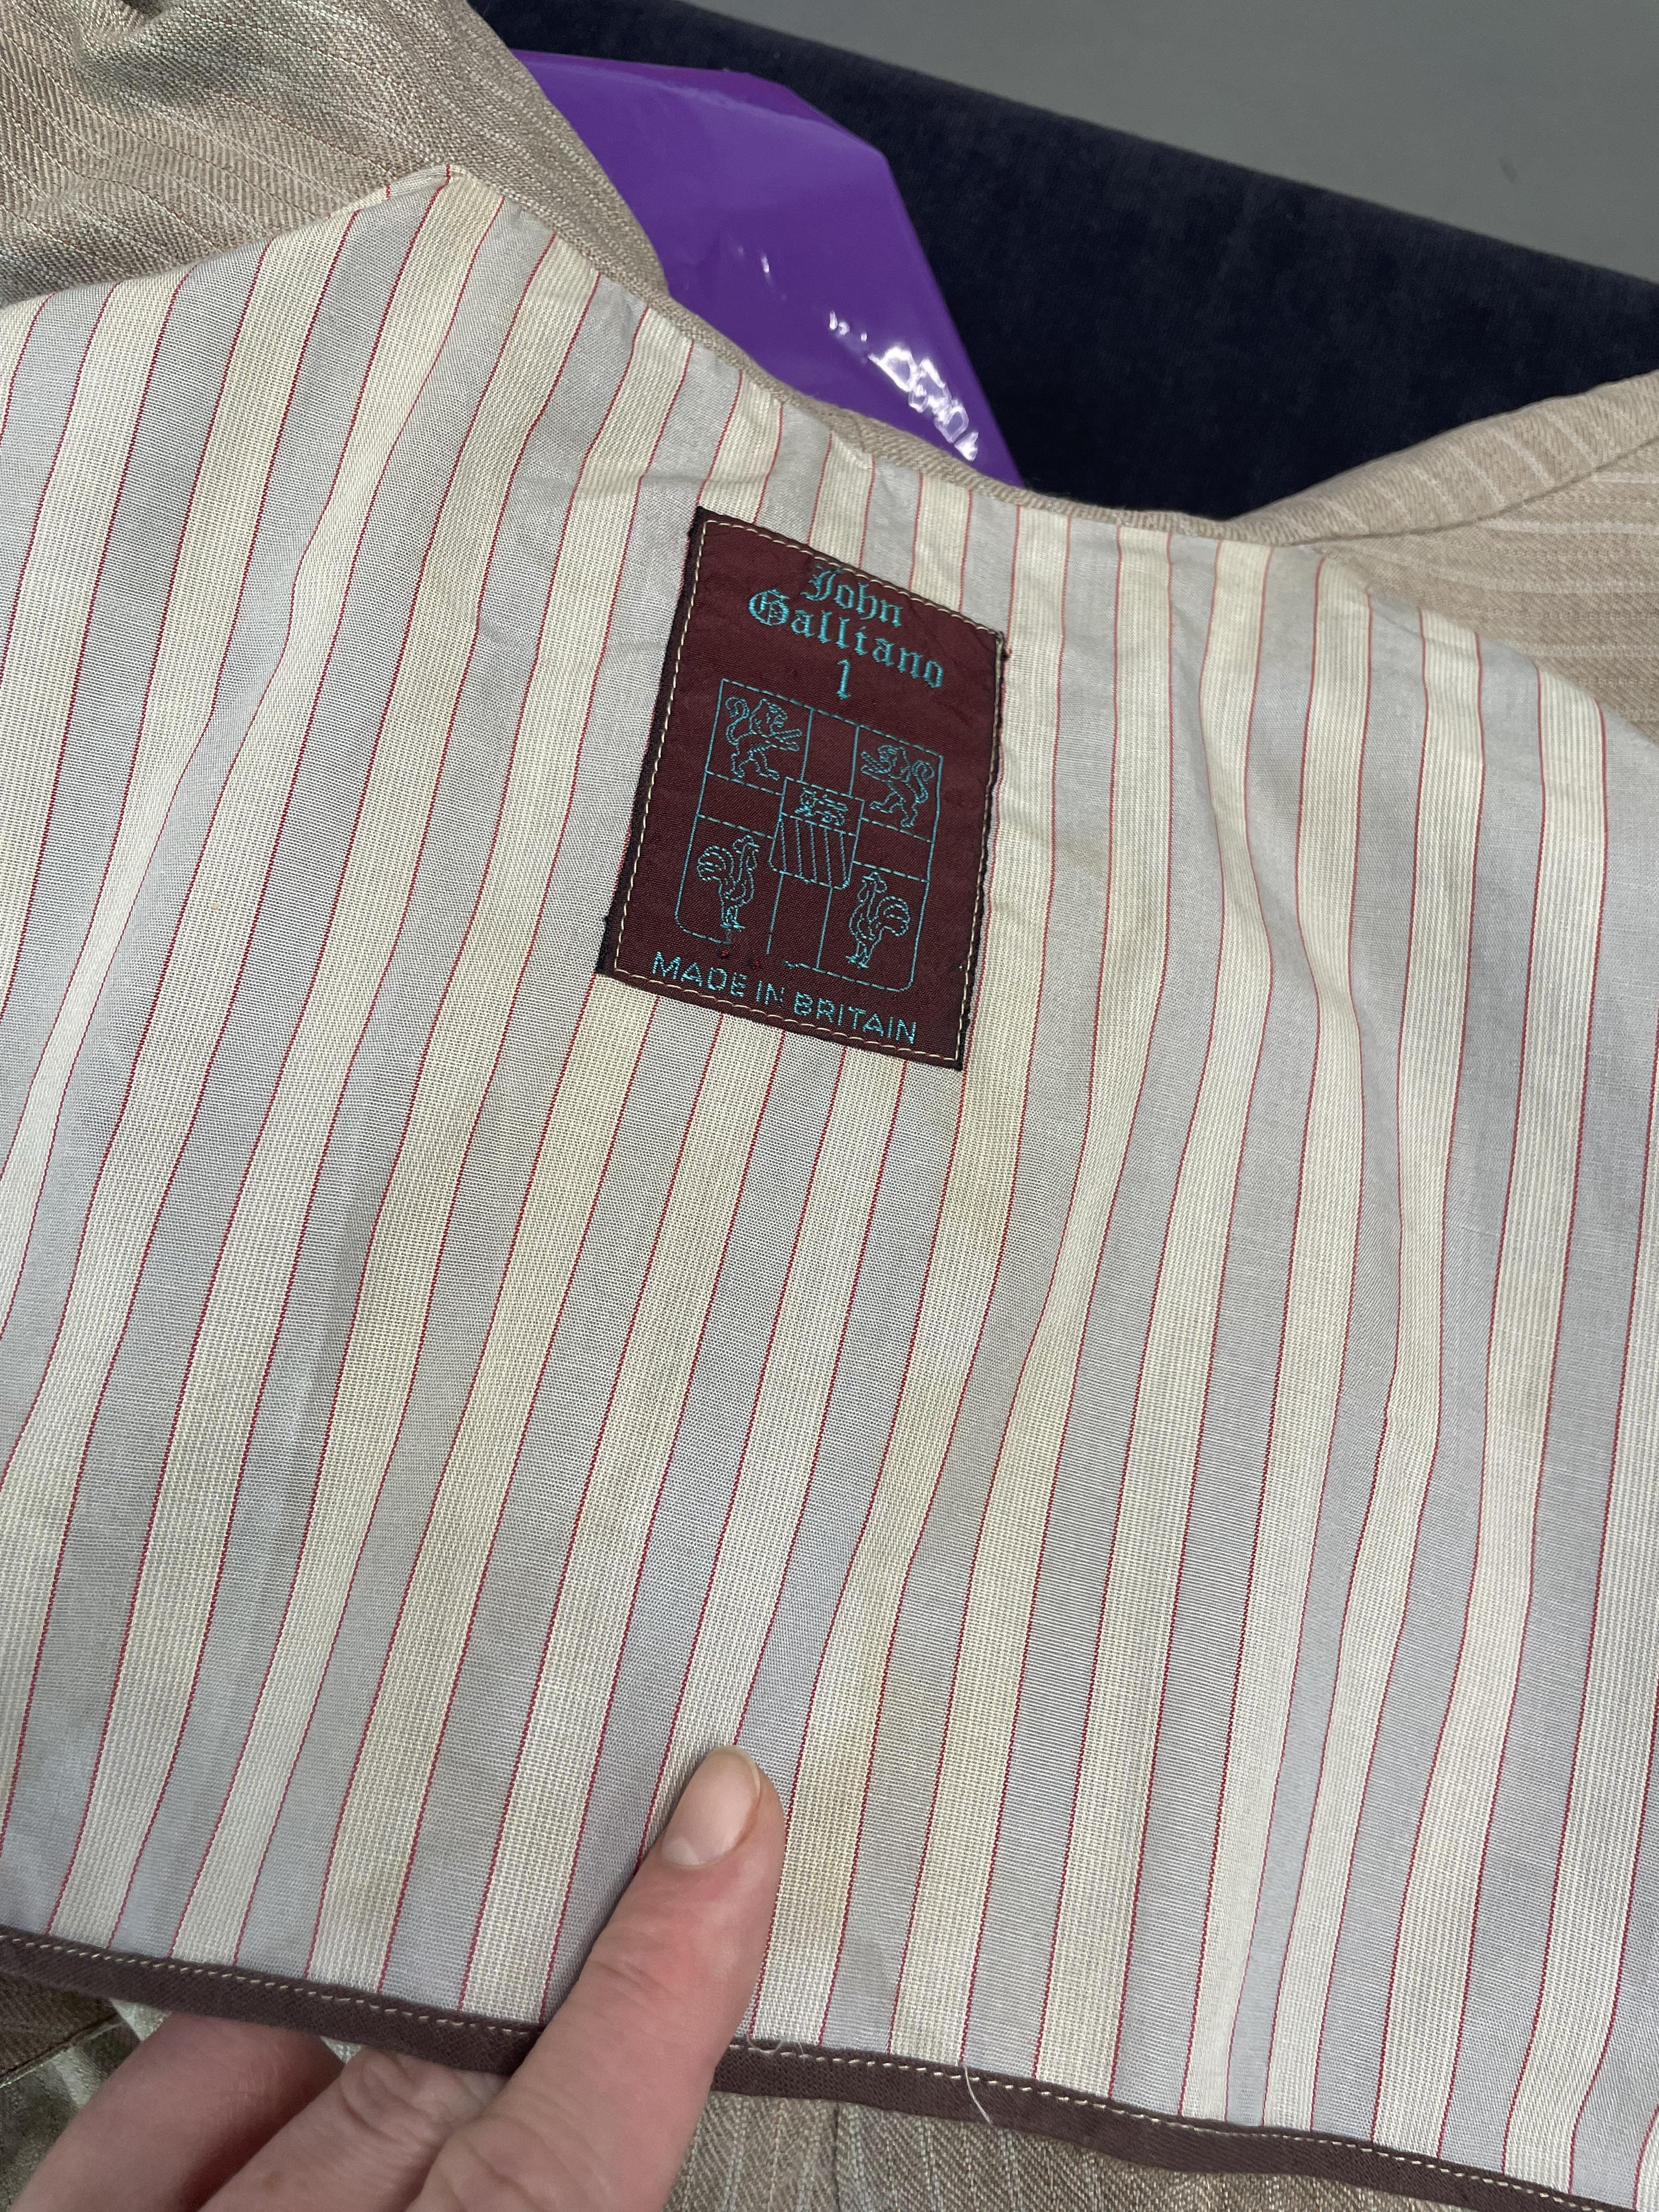 John
Galliano
1
MADE IN BRITAIN